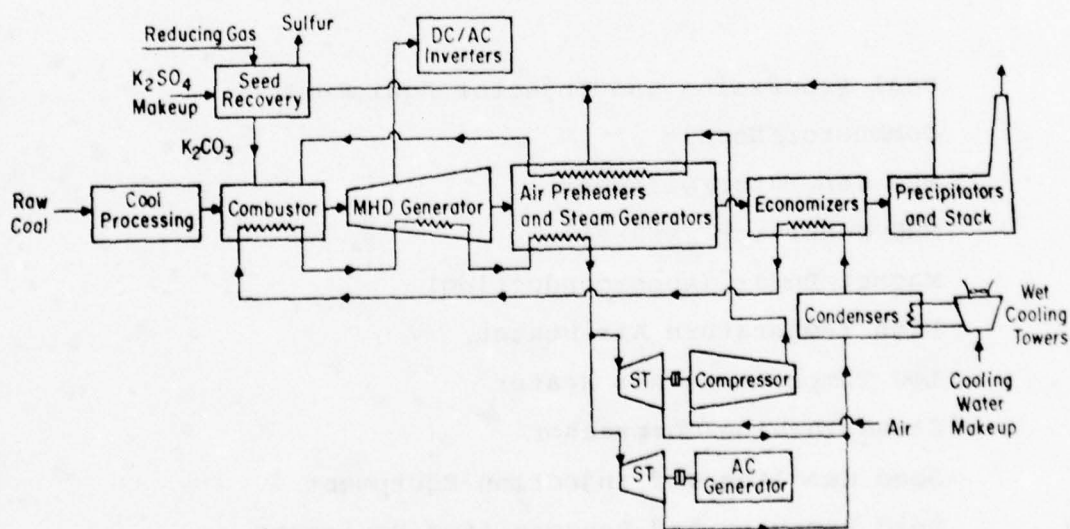 Reducing Gas
Sulfur
DC/AC
Inverters
K2SO4
Makeup
Seed
Recovery
K2CO3
Raw
Coal
Cool
Processing
Combustor
MHD Generator
Air Preheaters
and Steam Generators
Economizers
Precipitators
and Stack
Condensers
Wet
Cooling
Towers
ST
Compressor
Cooling
Water
Makeup
Air
ST
AC
Generator